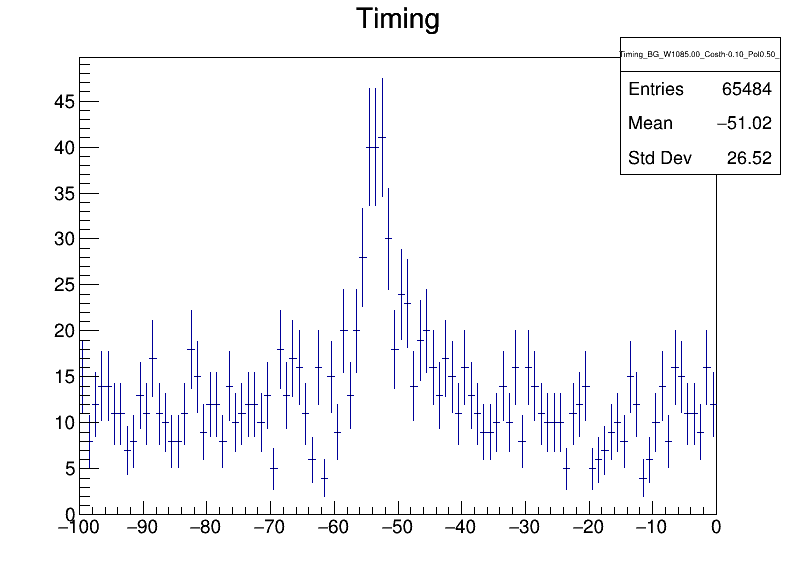 Timing
Timing_BG_W1085.00_Costh-0.10_Pol0.50_
Entries 65484
Mean −51.02
Std Dev 26.52
45
40
35
30
25
20
15
10
5
0
−100 −90 −80 −70 −60 −50 −40 −30 −20 −10 0